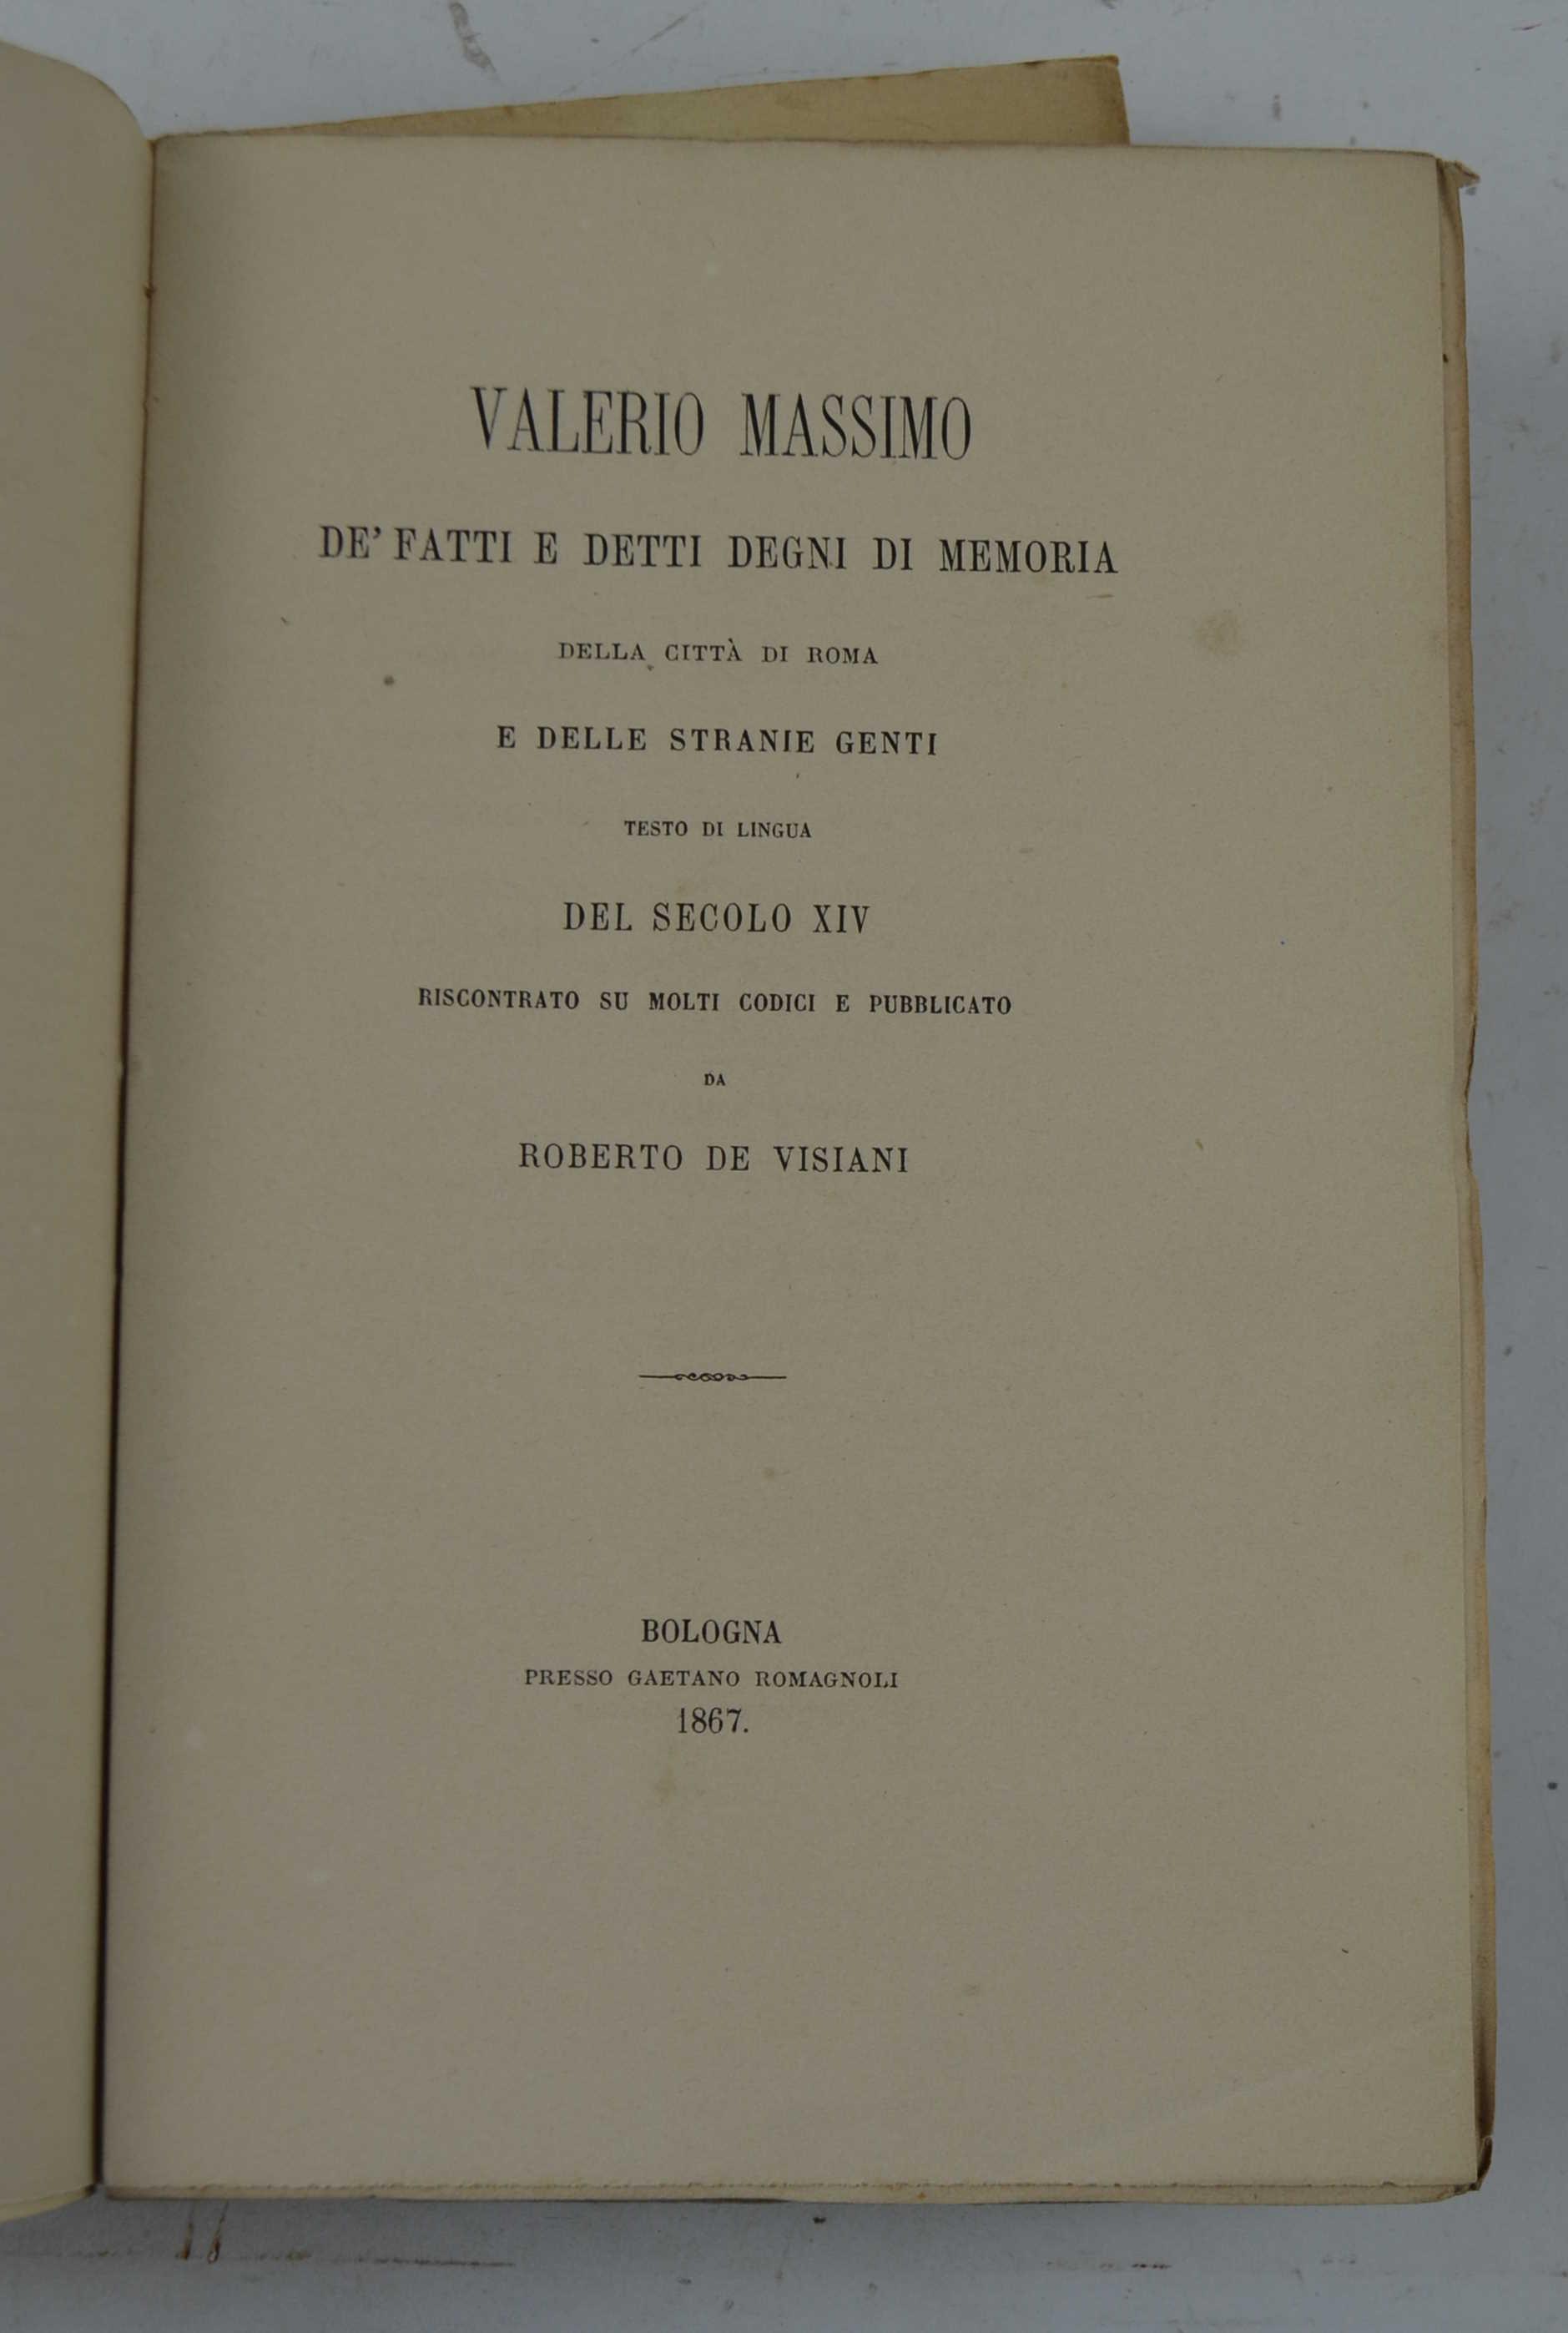 VALERIO MASSIMO
DE' FATTI E DETTI DEGNI DI MEMORIA
DELLA CITTÀ DI ROMA
E DELLE STRANIE GENTI
TESTO DI LINGUA
DEL SECOLO XIV
RISCONTRATO SU MOLTI CODICI E PUBBLICATO
DA
ROBERTO DE VISIANI
BOLOGNA
PRESSO GAETANO ROMAGNOLI
1867.